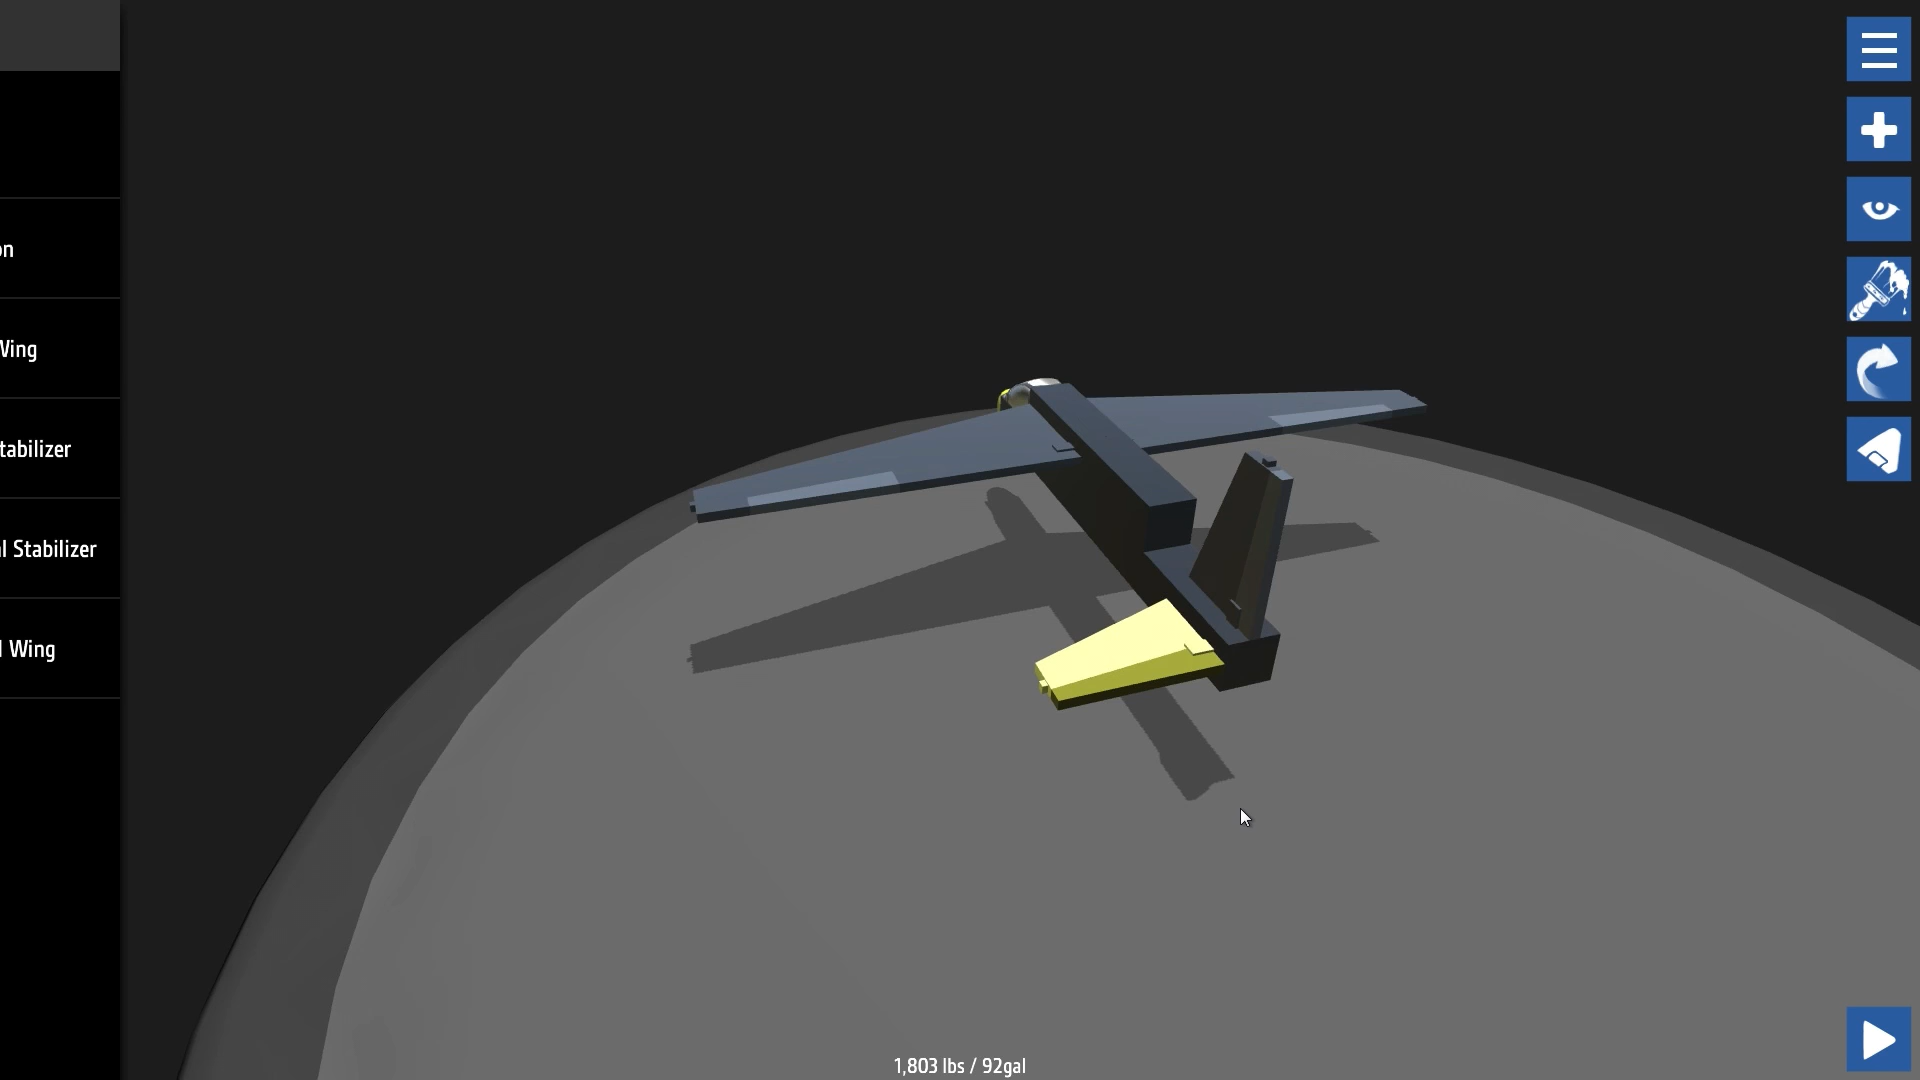 on
Wing
tabilizer
l Stabilizer
l Wing
1,803 lbs / 92gal